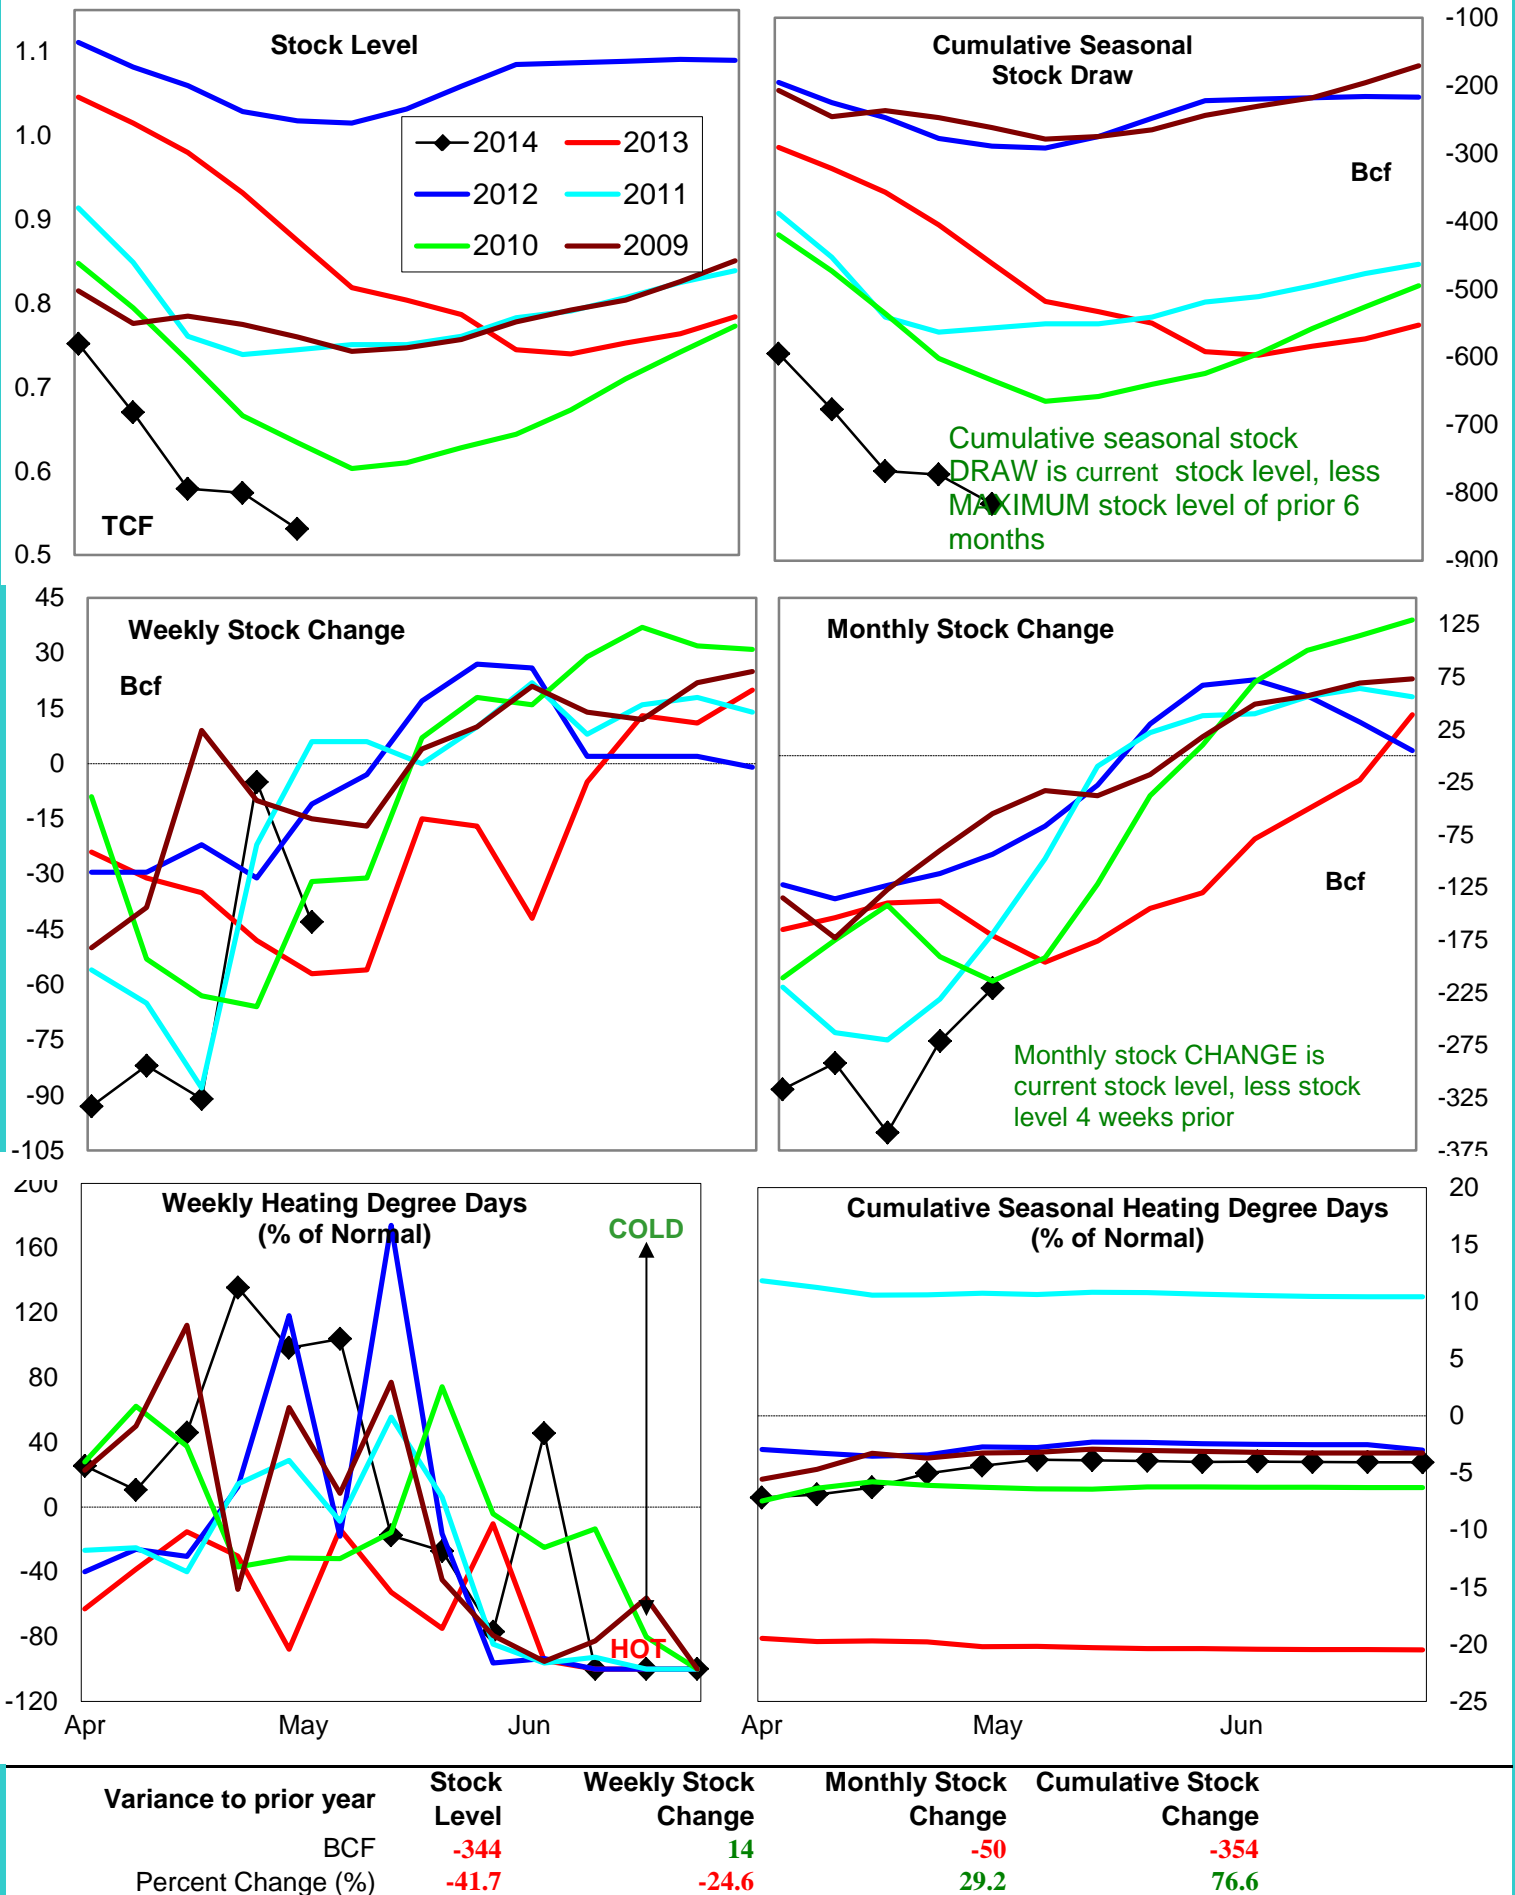 Stock Level
1.1
1.0
0.9
0.8
0.7
0.6
0.5
TCF
2014 2013
2012 2011
2010 2009
Cumulative Seasonal
Stock Draw
Bcf
-100
-200
-300
-400
-500
-600
-700
-800
-900
Cumulative seasonal stock
DRAW is current stock level, less
MAXIMUM stock level of prior 6
months
Weekly Stock Change
Bcf
45
30
15
0
-15
-30
-45
-60
-75
-90
-105
Monthly Stock Change
Bcf
125
75
25
-25
-75
-125
-175
-225
-275
-325
-375
Monthly stock CHANGE is
current stock level, less stock
level 4 weeks prior
Weekly Heating Degree Days
(% of Normal)
COLD
HOT
200
160
120
80
40
0
-40
-80
-120
Apr May Jun
Cumulative Seasonal Heating Degree Days
(% of Normal)
20
15
10
5
0
-5
-10
-15
-20
-25
Apr May Jun
Variance to prior year
Stock
Level
Weekly Stock
Change
Monthly Stock
Change
Cumulative Stock
Change
BCF -344 14 -50 -354
Percent Change (%) -41.7 -24.6 29.2 76.6